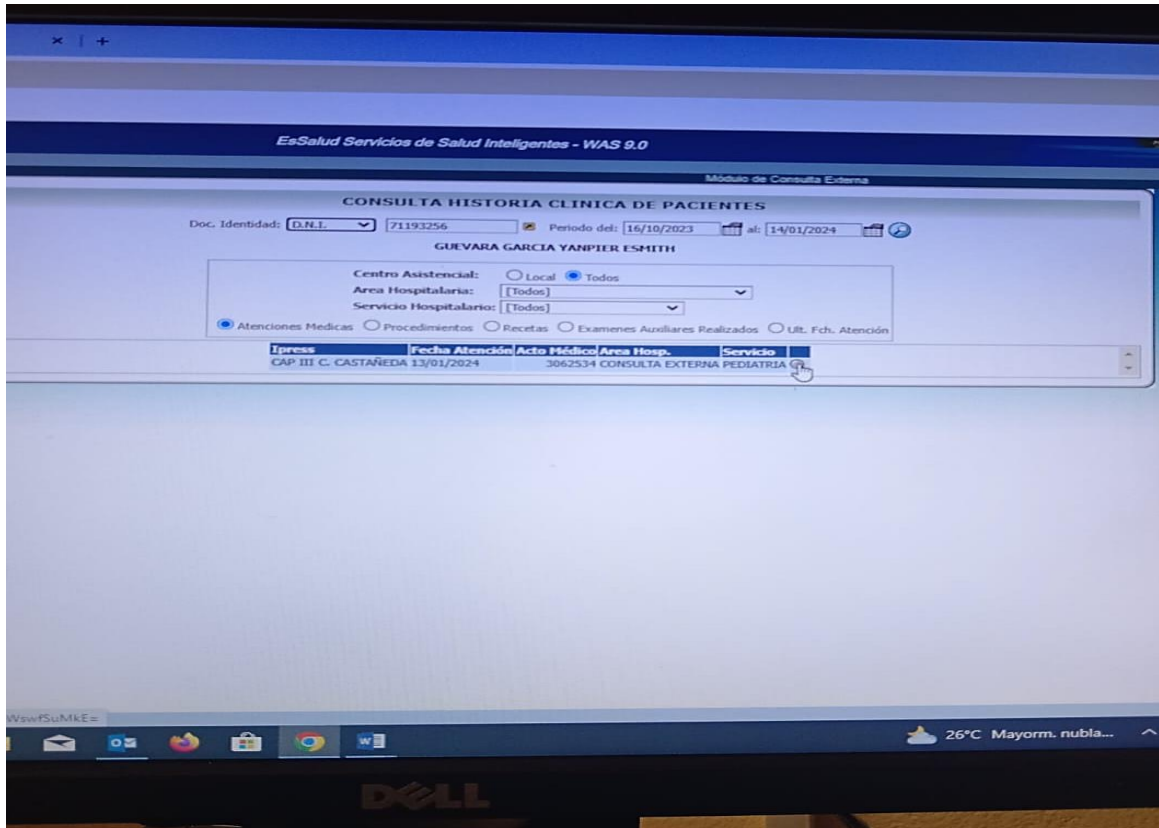 × | +
EsSalud Servicios de Salud Inteligentes - WAS 9.0
Módulo de Consulta Externa
CONSULTA HISTORIA CLINICA DE PACIENTES
Doc. Identidad: D.N.I. 71193256 Periodo del: 16/10/2023 al: 14/01/2024
GUEVARA GARCIA YANPIER ESMITH
Centro Asistencial: Local Todos
Area Hospitalaria: [Todos]
Servicio Hospitalario: [Todos]
Atenciones Medicas Procedimientos Recetas Examenes Auxiliares Realizados Ult. Fch. Atención
Ipress Fecha Atención Acto Médico Area Hosp. Servicio
CAP III C. CASTAÑEDA 13/01/2024 3062534 CONSULTA EXTERNA PEDIATRIA
WswfSuMkE=
26°C Mayorm. nubla...
DELL